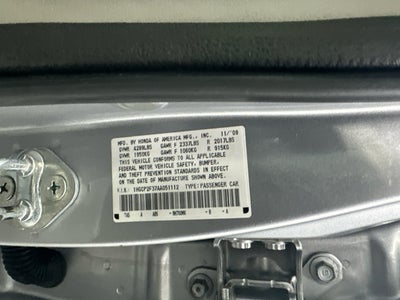 MFD. BY HONDA OF AMERICA MFG., INC. 11/'09
GVWR 4299LBS GAWR F 2337LBS R 2017LBS
GVWR 1950KG GAWR F 1060KG R 915KG
THIS VEHICLE CONFORMS TO ALL APPLICABLE
FEDERAL MOTOR VEHICLE SAFETY, BUMPER,
AND THEFT PREVENTION STANDARDS IN EFFECT
ON THE DATE OF MANUFACTURE SHOWN ABOVE.
V.I.N: 1HGCP2F37AA051112 TYPE: PASSENGER CAR